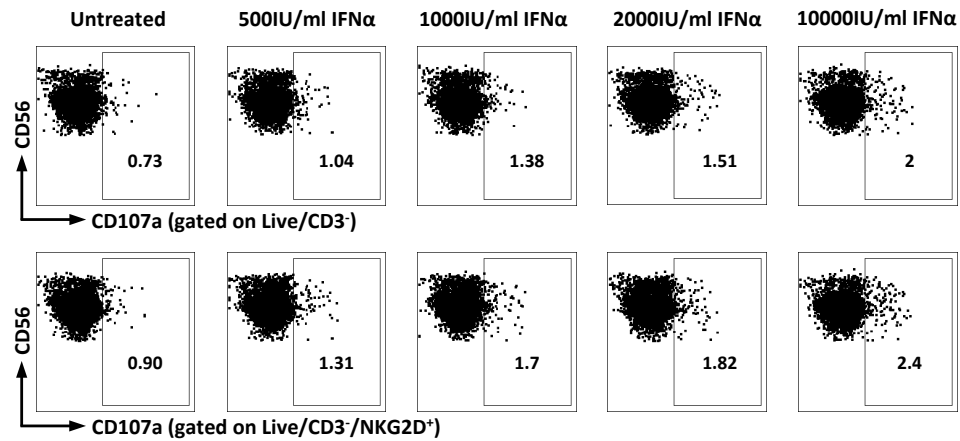 Untreated 500IU/ml IFNα 1000IU/ml IFNα 2000IU/ml IFNα 10000IU/ml IFNα
CD56
0.73 1.04 1.38 1.51 2
CD107a (gated on Live/CD3⁻)
CD56
0.90 1.31 1.7 1.82 2.4
CD107a (gated on Live/CD3⁻/NKG2D⁺)